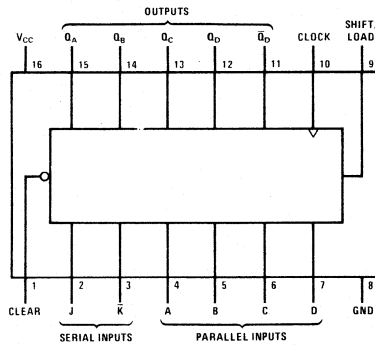 OUTPUTS
VCC QA QB QC QD Q̅D CLOCK SHIFT/
LOAD
16 15 14 13 12 11 10 9
1 2 3 4 5 6 7 8
CLEAR J K̅ A B C D GND
SERIAL INPUTS PARALLEL INPUTS